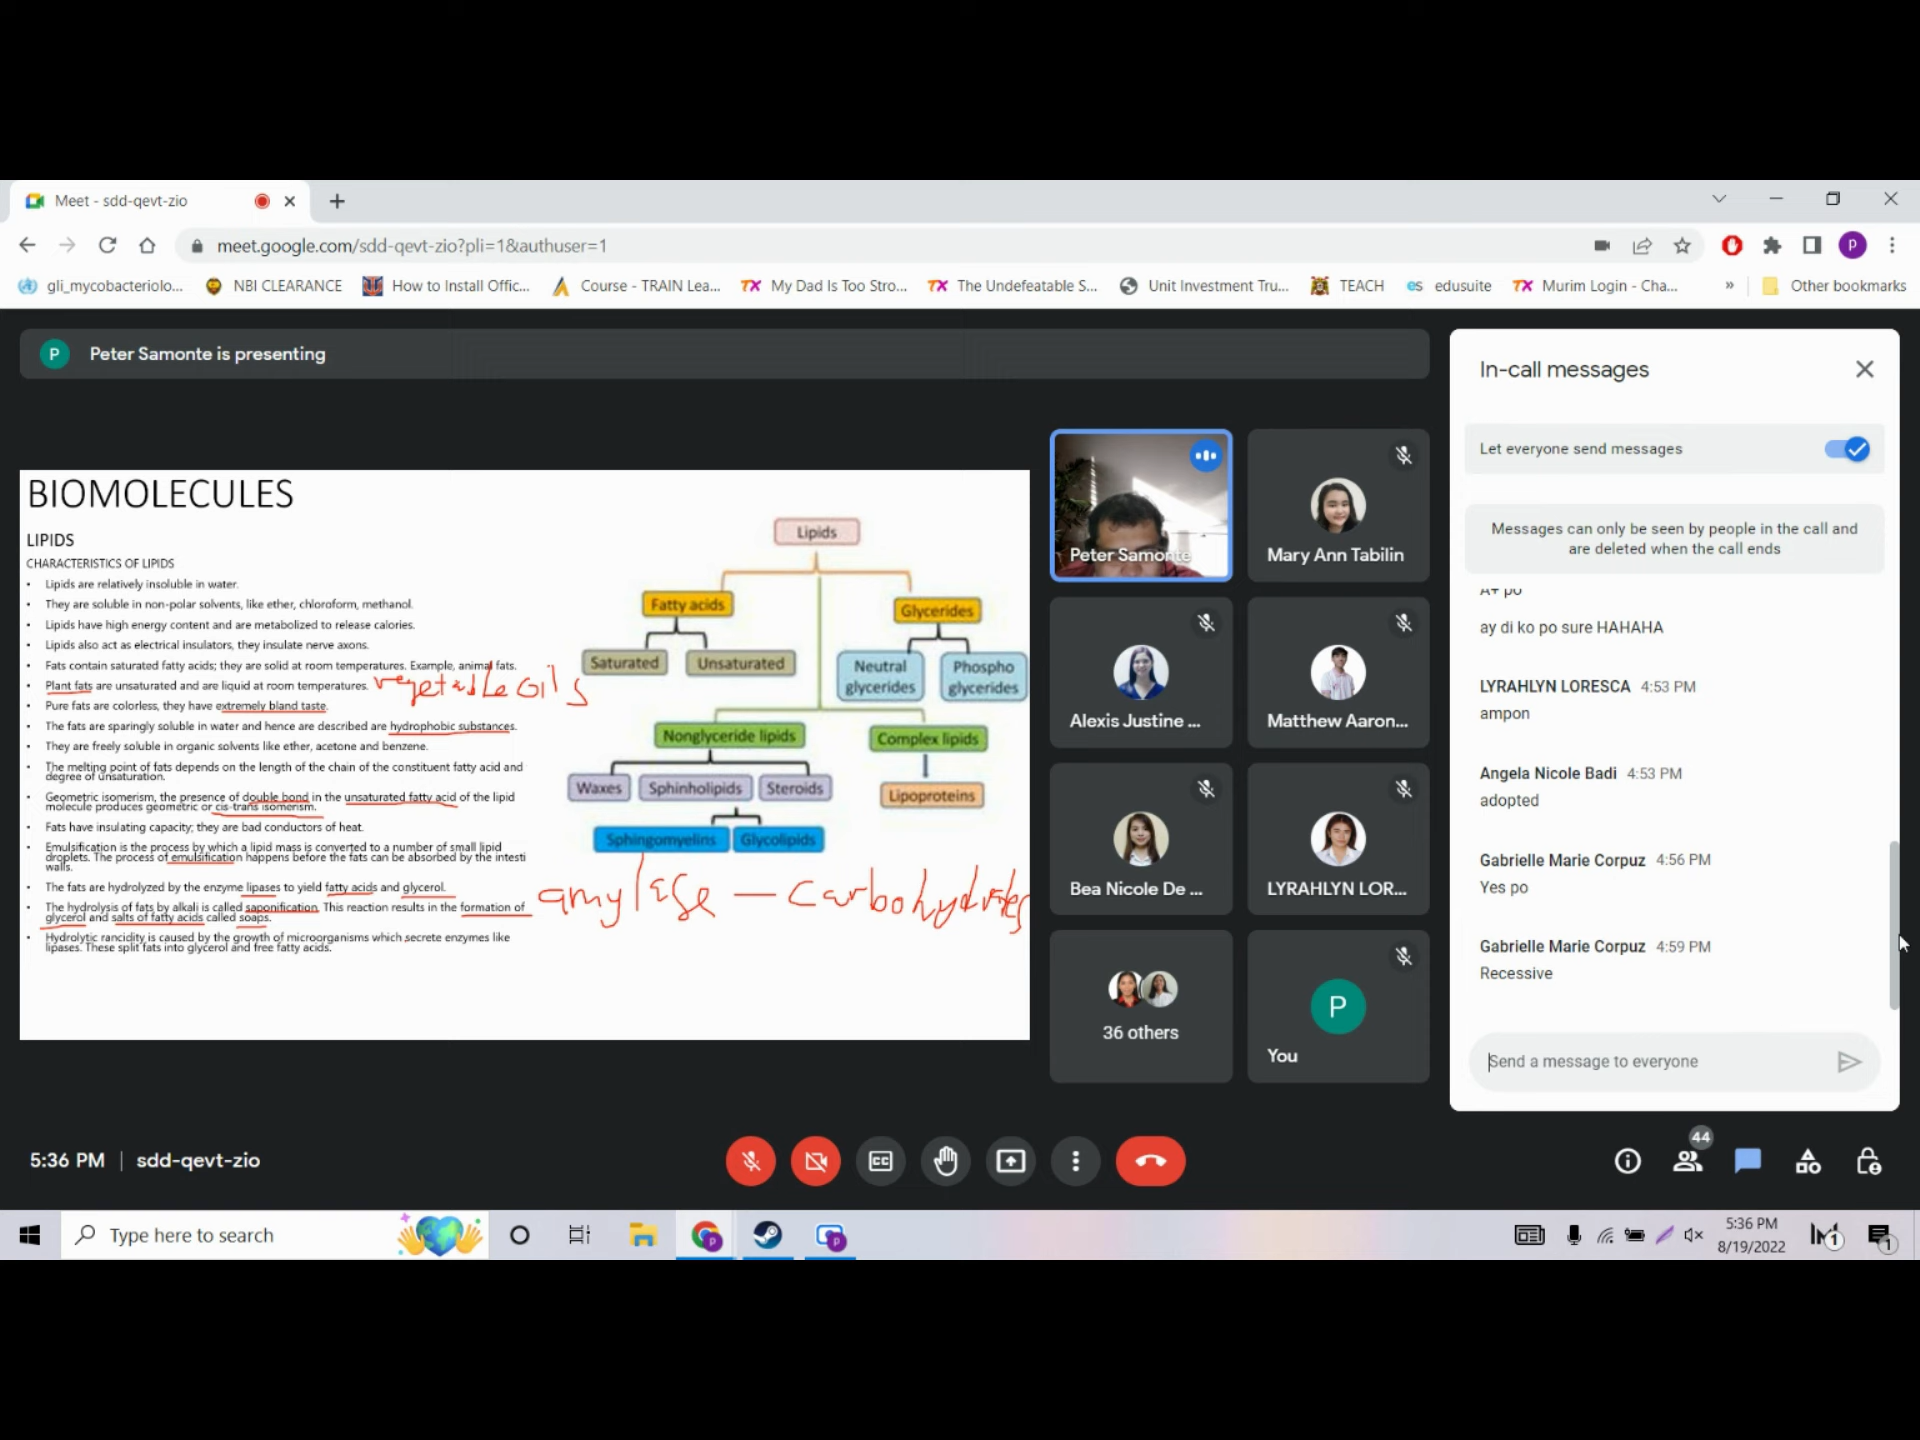 Meet - sdd-qevt-zio
meet.google.com/sdd-qevt-zio?pli=1&authuser=1
gli_mycobacteriolo...
NBI CLEARANCE
How to Install Offic...
Course - TRAIN Lea...
My Dad Is Too Stro...
The Undefeatable S...
Unit Investment Tru...
TEACH
es edusuite
Murim Login - Cha...
»
Other bookmarks
P Peter Samonte is presenting
BIOMOLECULES
LIPIDS
CHARACTERISTICS OF LIPIDS
• Lipids are relatively insoluble in water.
• They are soluble in non-polar solvents, like ether, chloroform, methanol.
• Lipids have high energy content and are metabolized to release calories.
• Lipids also act as electrical insulators, they insulate nerve axons.
• Fats contain saturated fatty acids; they are solid at room temperatures. Example, animal fats.
• Plant fats are unsaturated and are liquid at room temperatures. vegetable oils
• Pure fats are colorless, they have extremely bland taste.
• The fats are sparingly soluble in water and hence are described are hydrophobic substances.
• They are freely soluble in organic solvents like ether, acetone and benzene.
• The melting point of fats depends on the length of the chain of the constituent fatty acid and
degree of unsaturation.
• Geometric isomerism, the presence of double bond in the unsaturated fatty acid of the lipid
molecule produces geometric or cis-trans isomerism.
• Fats have insulating capacity; they are bad conductors of heat.
• Emulsification is the process by which a lipid mass is converted to a number of small lipid
droplets. The process of emulsification happens before the fats can be absorbed by the intesti
walls.
• The fats are hydrolyzed by the enzyme lipases to yield fatty acids and glycerol.
• The hydrolysis of fats by alkali is called saponification. This reaction results in the formation of
glycerol and salts of fatty acids called soaps.
• Hydrolytic rancidity is caused by the growth of microorganisms which secrete enzymes like
lipases. These split fats into glycerol and free fatty acids.
Lipids
Fatty acids
Glycerides
Saturated
Unsaturated
Neutral
glycerides
Phospho
glycerides
Nonglyceride lipids
Complex lipids
Waxes
Sphinholipids
Steroids
Lipoproteins
Sphingomyelins
Glycolipids
amylase — carbohydrates
Peter Samonte
Mary Ann Tabilin
Alexis Justine ...
Matthew Aaron...
Bea Nicole De ...
LYRAHLYN LOR...
36 others
P
You
In-call messages
Let everyone send messages
Messages can only be seen by people in the call and
are deleted when the call ends
A+ po
ay di ko po sure HAHAHA
LYRAHLYN LORESCA 4:53 PM
ampon
Angela Nicole Badi 4:53 PM
adopted
Gabrielle Marie Corpuz 4:56 PM
Yes po
Gabrielle Marie Corpuz 4:59 PM
Recessive
Send a message to everyone
5:36 PM | sdd-qevt-zio
CC
44
Type here to search
5:36 PM
8/19/2022
1
1